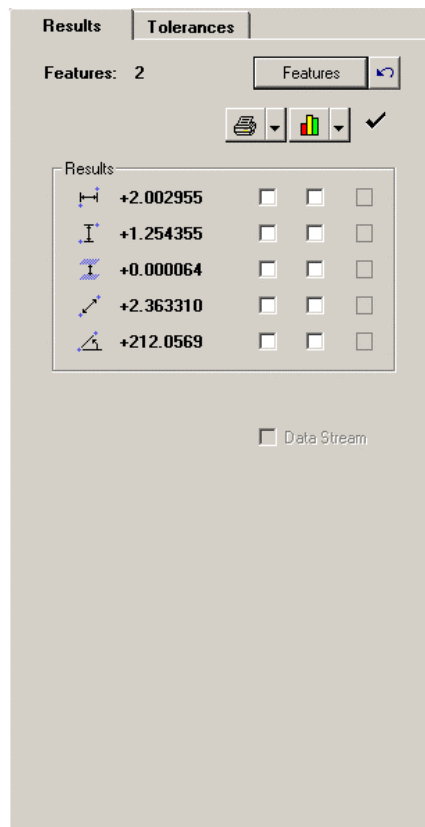 Results Tolerances
Features: 2 Features
Results
+2.002955
+1.254355
+0.000064
+2.363310
+212.0569
Data Stream